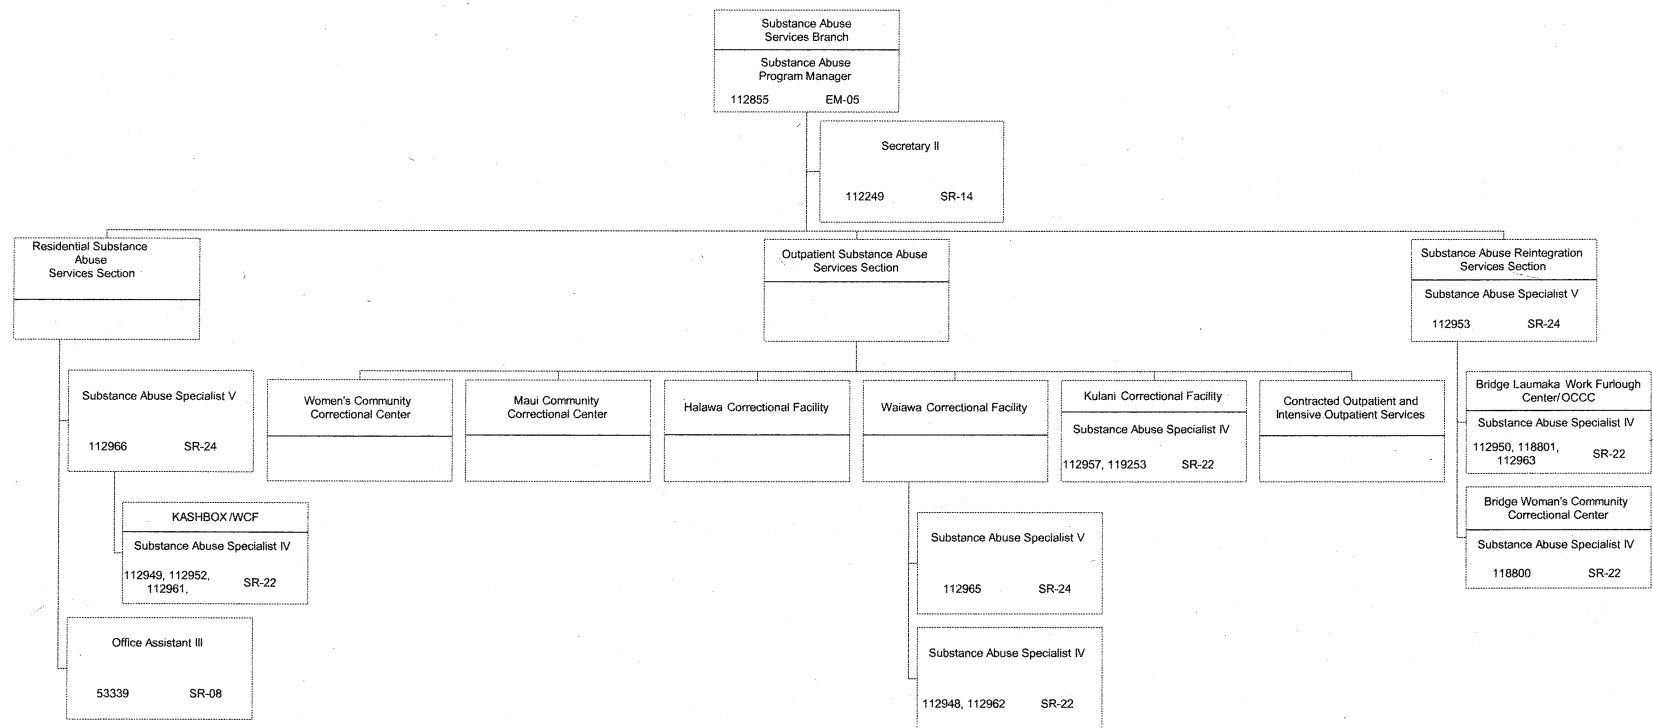 Substance Abuse
Services Branch
Substance Abuse
Program Manager
112855 EM-05
Secretary II
112249 SR-14
Residential Substance
Abuse
Services Section
Outpatient Substance Abuse
Services Section
Substance Abuse Reintegration
Services Section
Substance Abuse Specialist V
112953 SR-24
Substance Abuse Specialist V
112966 SR-24
KASHBOX/WCF
Substance Abuse Specialist IV
112949, 112952,
112961, SR-22
Office Assistant III
53339 SR-08
Women's Community
Correctional Center
Maui Community
Correctional Center
Halawa Correctional Facility
Waiawa Correctional Facility
Substance Abuse Specialist V
112965 SR-24
Substance Abuse Specialist IV
112948, 112962 SR-22
Kulani Correctional Facility
Substance Abuse Specialist IV
112957, 119253 SR-22
Contracted Outpatient and
Intensive Outpatient Services
Bridge Laumaka Work Furlough
Center/OCCC
Substance Abuse Specialist IV
112950, 118801,
112963 SR-22
Bridge Woman's Community
Correctional Center
Substance Abuse Specialist IV
118800 SR-22